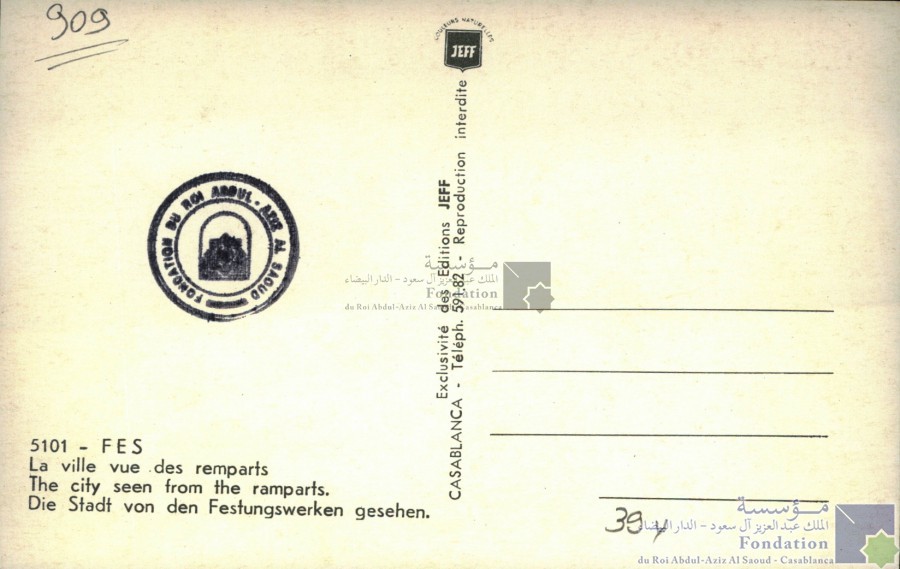 909
COULEURS NATURELLES
JEFF
Exclusivité des Editions JEFF
CASABLANCA - Téléph. 591.82 - Reproduction interdite
FONDATION DU ROI ABDUL-AZIZ AL SAOUD
مؤسسة
الملك عبد العزيز آل سعود - الدار البيضاء
Fondation
du Roi Abdul-Aziz Al Saoud - Casablanca
5101 - FES
La ville vue des remparts
The city seen from the ramparts.
Die Stadt von den Festungswerken gesehen.
39
مؤسسة
الملك عبد العزيز آل سعود - الدار البيضاء
Fondation
du Roi Abdul-Aziz Al Saoud - Casablanca